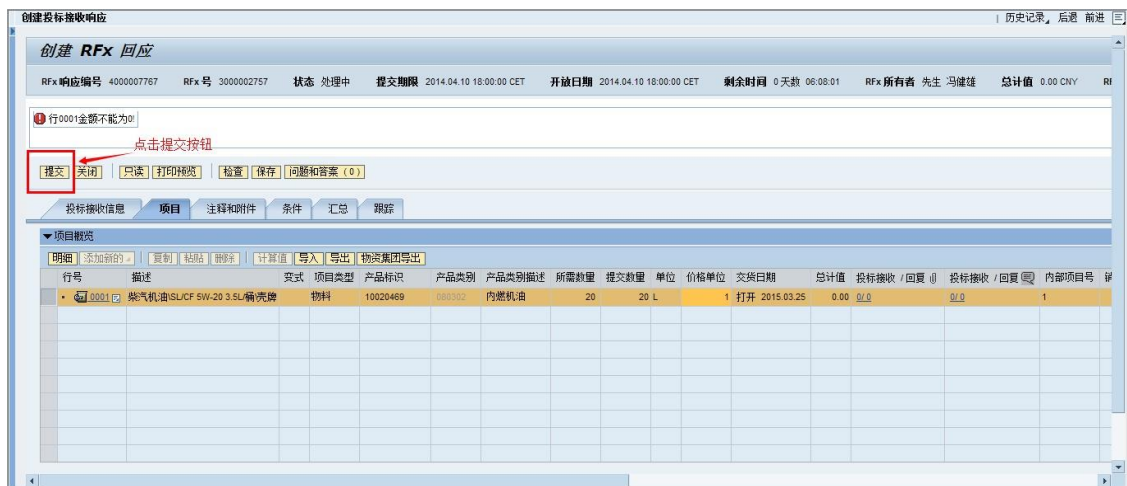 创建投标接收响应 | 历史记录 后退 前进
创建 RFx 回应
RFx 响应编号 4000007767 RFx 号 3000002757 状态 处理中 提交期限 2014.04.10 18:00:00 CET 开放日期 2014.04.10 18:00:00 CET 剩余时间 0 天数 06:08:01 RFx 所有者 先生 冯健雄 总计值 0.00 CNY
行0001金额不能为0!
点击提交按钮
提交 关闭 只读 打印预览 检查 保存 问题和答案 ( 0 )
投标接收信息 项目 注释和附件 条件 汇总 跟踪
项目概览
明细 添加新的 复制 粘贴 删除 计算值 导入 导出 物资集团导出
行号 描述 变式 项目类型 产品标识 产品类别 产品类别描述 所需数量 提交数量 单位 价格单位 交货日期 总计值 投标接收 / 回复 投标接收 / 回复 内部项目号
0001 柴汽机油\SL/CF 5W-20 3.5L/桶\壳牌 物料 10020469 080302 内燃机油 20 20 L 1 打开 2015.03.25 0.00 0/ 0 0/ 0 1